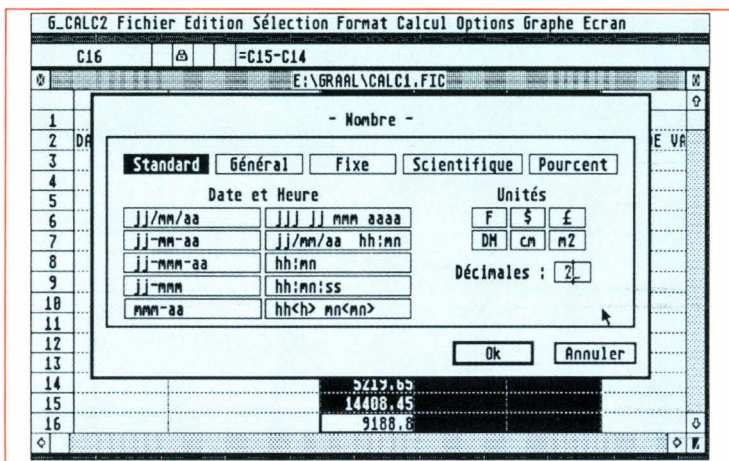 G_CALC2 Fichier Edition Sélection Format Calcul Options Graphe Ecran
C16 =C15-C14
E:\GRAAL\CALC1.FIC
- Nombre -
1
2 DA DE VA
3 Standard Général Fixe Scientifique Pourcent
4
5 Date et Heure Unités
6 jj/mm/aa jjj jj mmm aaaa F $ £
7 jj-mm-aa jj/mm/aa hh:mn DM cm m2
8 jj-mmm-aa hh:mn Décimales : 2_
9 jj-mmm hh:mn:ss
10 mmm-aa hh<h> mn<mn>
11
12 Ok Annuler
13
14 5219.65
15 14408.45
16 9188.8